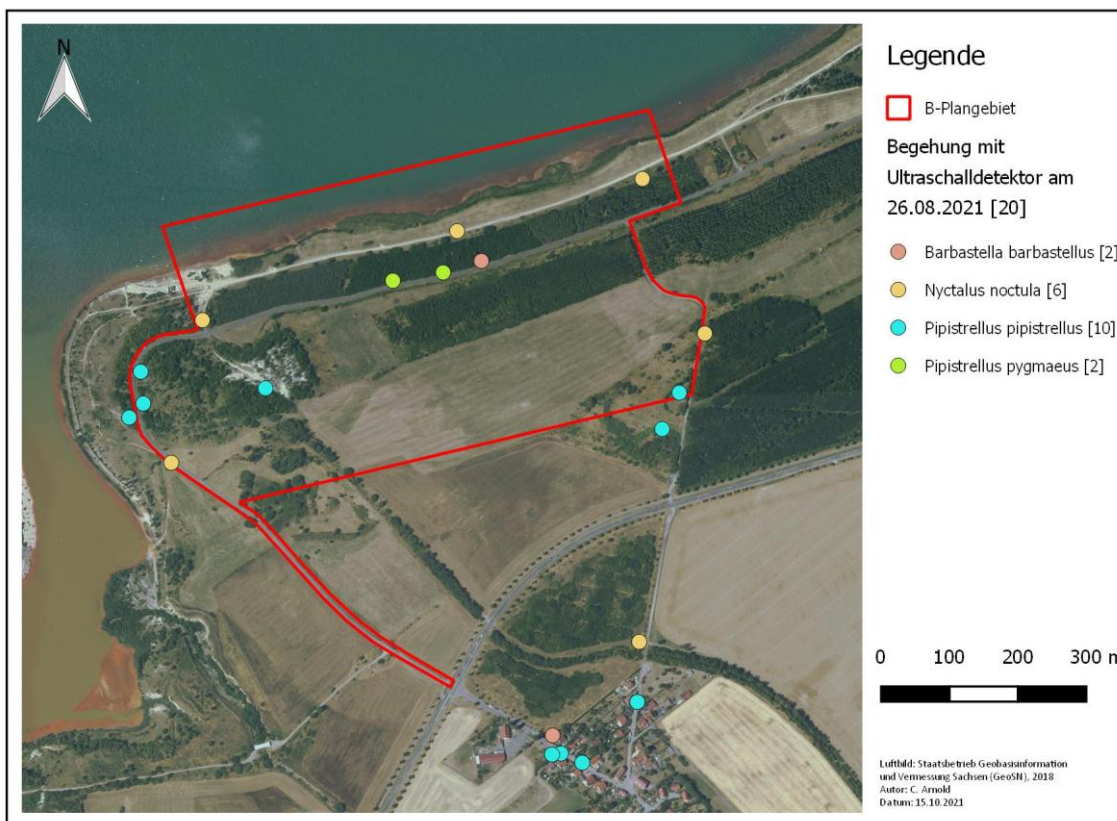 N
Legende
B-Plangebiet
Begehung mit
Ultraschalldetektor am
26.08.2021 [20]
Barbastella barbastellus [2]
Nyctalus noctula [6]
Pipistrellus pipistrellus [10]
Pipistrellus pygmaeus [2]
0 100 200 300 m
Luftbild: Staatsbetrieb Geobasisinformation
und Vermessung Sachsen (GeoSN), 2018
Autor: C. Arnold
Datum: 15.10.2021